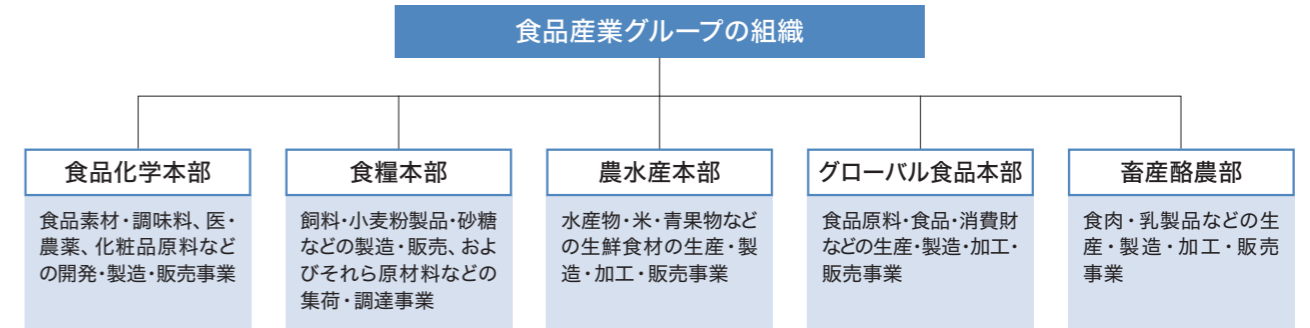 食品産業グループの組織
食品化学本部
食品素材・調味料、医・
農薬、化粧品原料など
の開発・製造・販売事業
食糧本部
飼料・小麦粉製品・砂糖
などの製造・販売、およ
びそれら原材料などの
集荷・調達事業
農水産本部
水産物・米・青果物など
の生鮮食材の生産・製
造・加工・販売事業
グローバル食品本部
食品原料・食品・消費財
などの生産・製造・加工・
販売事業
畜産酪農部
食肉・乳製品などの生
産・製造・加工・販売
事業